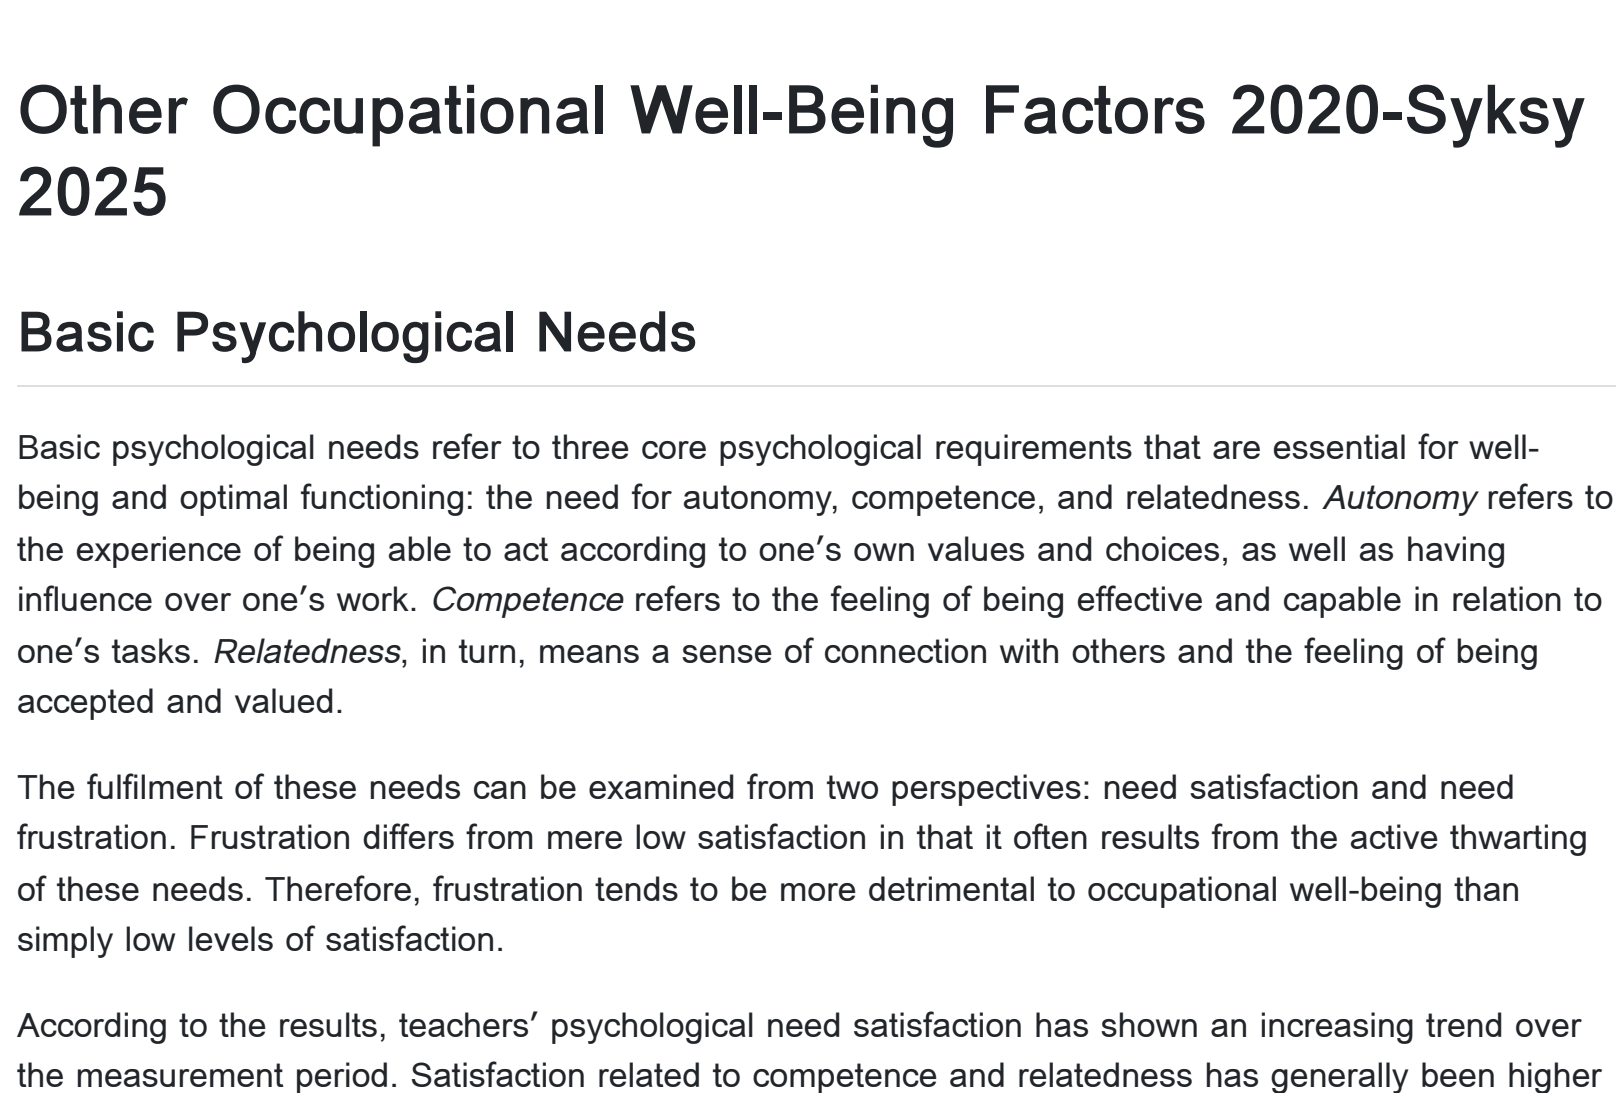 Other Occupational Well-Being Factors 2020-Syksy
2025
Basic Psychological Needs
Basic psychological needs refer to three core psychological requirements that are essential for well-
being and optimal functioning: the need for autonomy, competence, and relatedness. Autonomy refers to
the experience of being able to act according to one′s own values and choices, as well as having
influence over one′s work. Competence refers to the feeling of being effective and capable in relation to
one′s tasks. Relatedness, in turn, means a sense of connection with others and the feeling of being
accepted and valued.
The fulfilment of these needs can be examined from two perspectives: need satisfaction and need
frustration. Frustration differs from mere low satisfaction in that it often results from the active thwarting
of these needs. Therefore, frustration tends to be more detrimental to occupational well-being than
simply low levels of satisfaction.
According to the results, teachers′ psychological need satisfaction has shown an increasing trend over
the measurement period. Satisfaction related to competence and relatedness has generally been higher